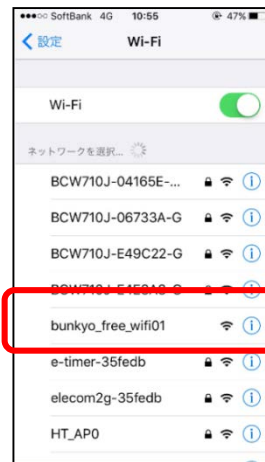 SoftBank 4G 10:55 47%
設定 Wi-Fi
Wi-Fi
ネットワークを選択...
BCW710J-04165E-...
BCW710J-06733A-G
BCW710J-E49C22-G
bunkyo_free_wifi01
e-timer-35fedb
elecom2g-35fedb
HT_AP0